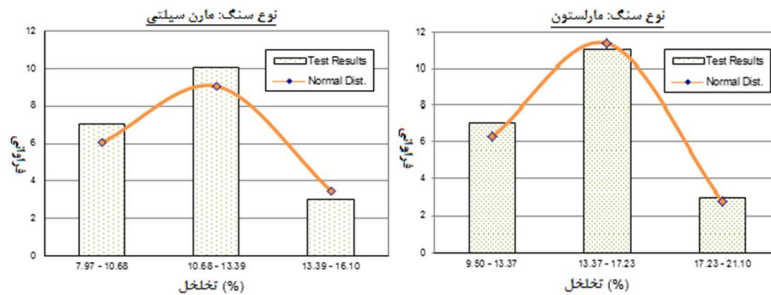 نوع سنگ: مارن سیلتی
12
10
8
6
4
2
0
فراوانی
Test Results
Normal Dist.
7.97 - 10.68
10.68 - 13.39
13.39 - 16.10
تخلخل (%)
نوع سنگ: مارلستون
12
10
8
6
4
2
0
فراوانی
Test Results
Normal Dist.
9.50 - 13.37
13.37 - 17.23
17.23 - 21.10
تخلخل (%)